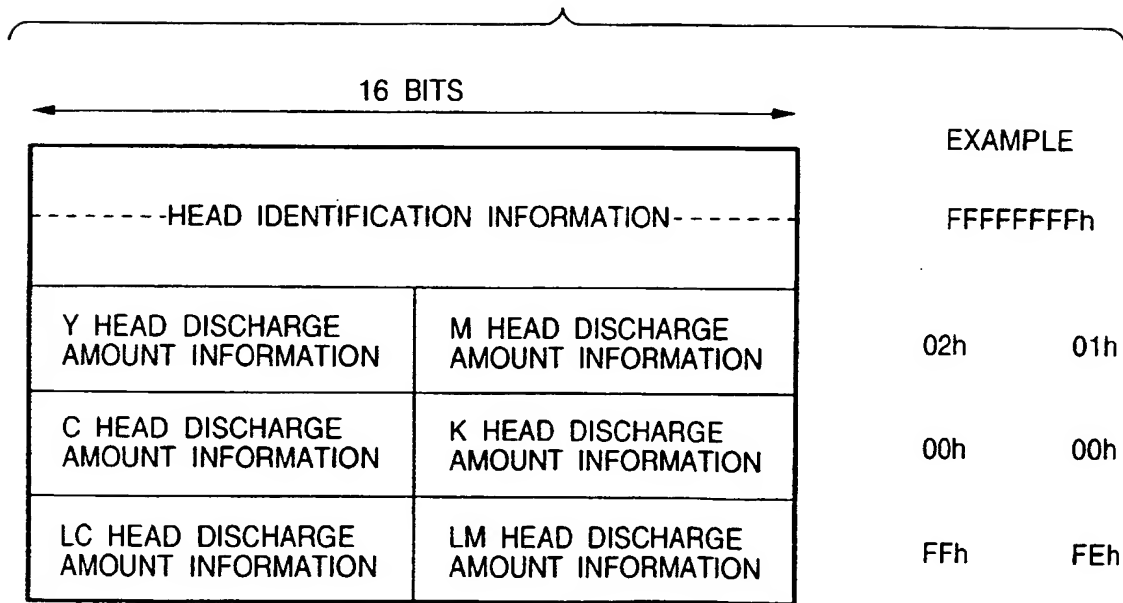 16 BITS
EXAMPLE
HEAD IDENTIFICATION INFORMATION
FFFFFFFFh
Y HEAD DISCHARGE
AMOUNT INFORMATION
M HEAD DISCHARGE
AMOUNT INFORMATION
02h 01h
C HEAD DISCHARGE
AMOUNT INFORMATION
K HEAD DISCHARGE
AMOUNT INFORMATION
00h 00h
LC HEAD DISCHARGE
AMOUNT INFORMATION
LM HEAD DISCHARGE
AMOUNT INFORMATION
FFh FEh